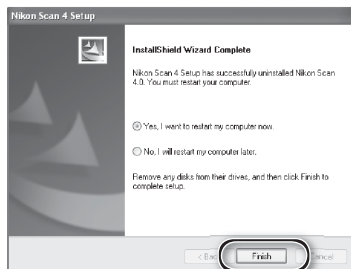 Nikon Scan 4 Setup
InstallShield Wizard Complete
Nikon Scan 4 Setup has successfully uninstalled Nikon Scan
4.0. You must restart your computer.
Yes, I want to restart my computer now.
No, I will restart my computer later.
Remove any disks from their drives, and then click Finish to
complete setup.
< Back Finish Cancel